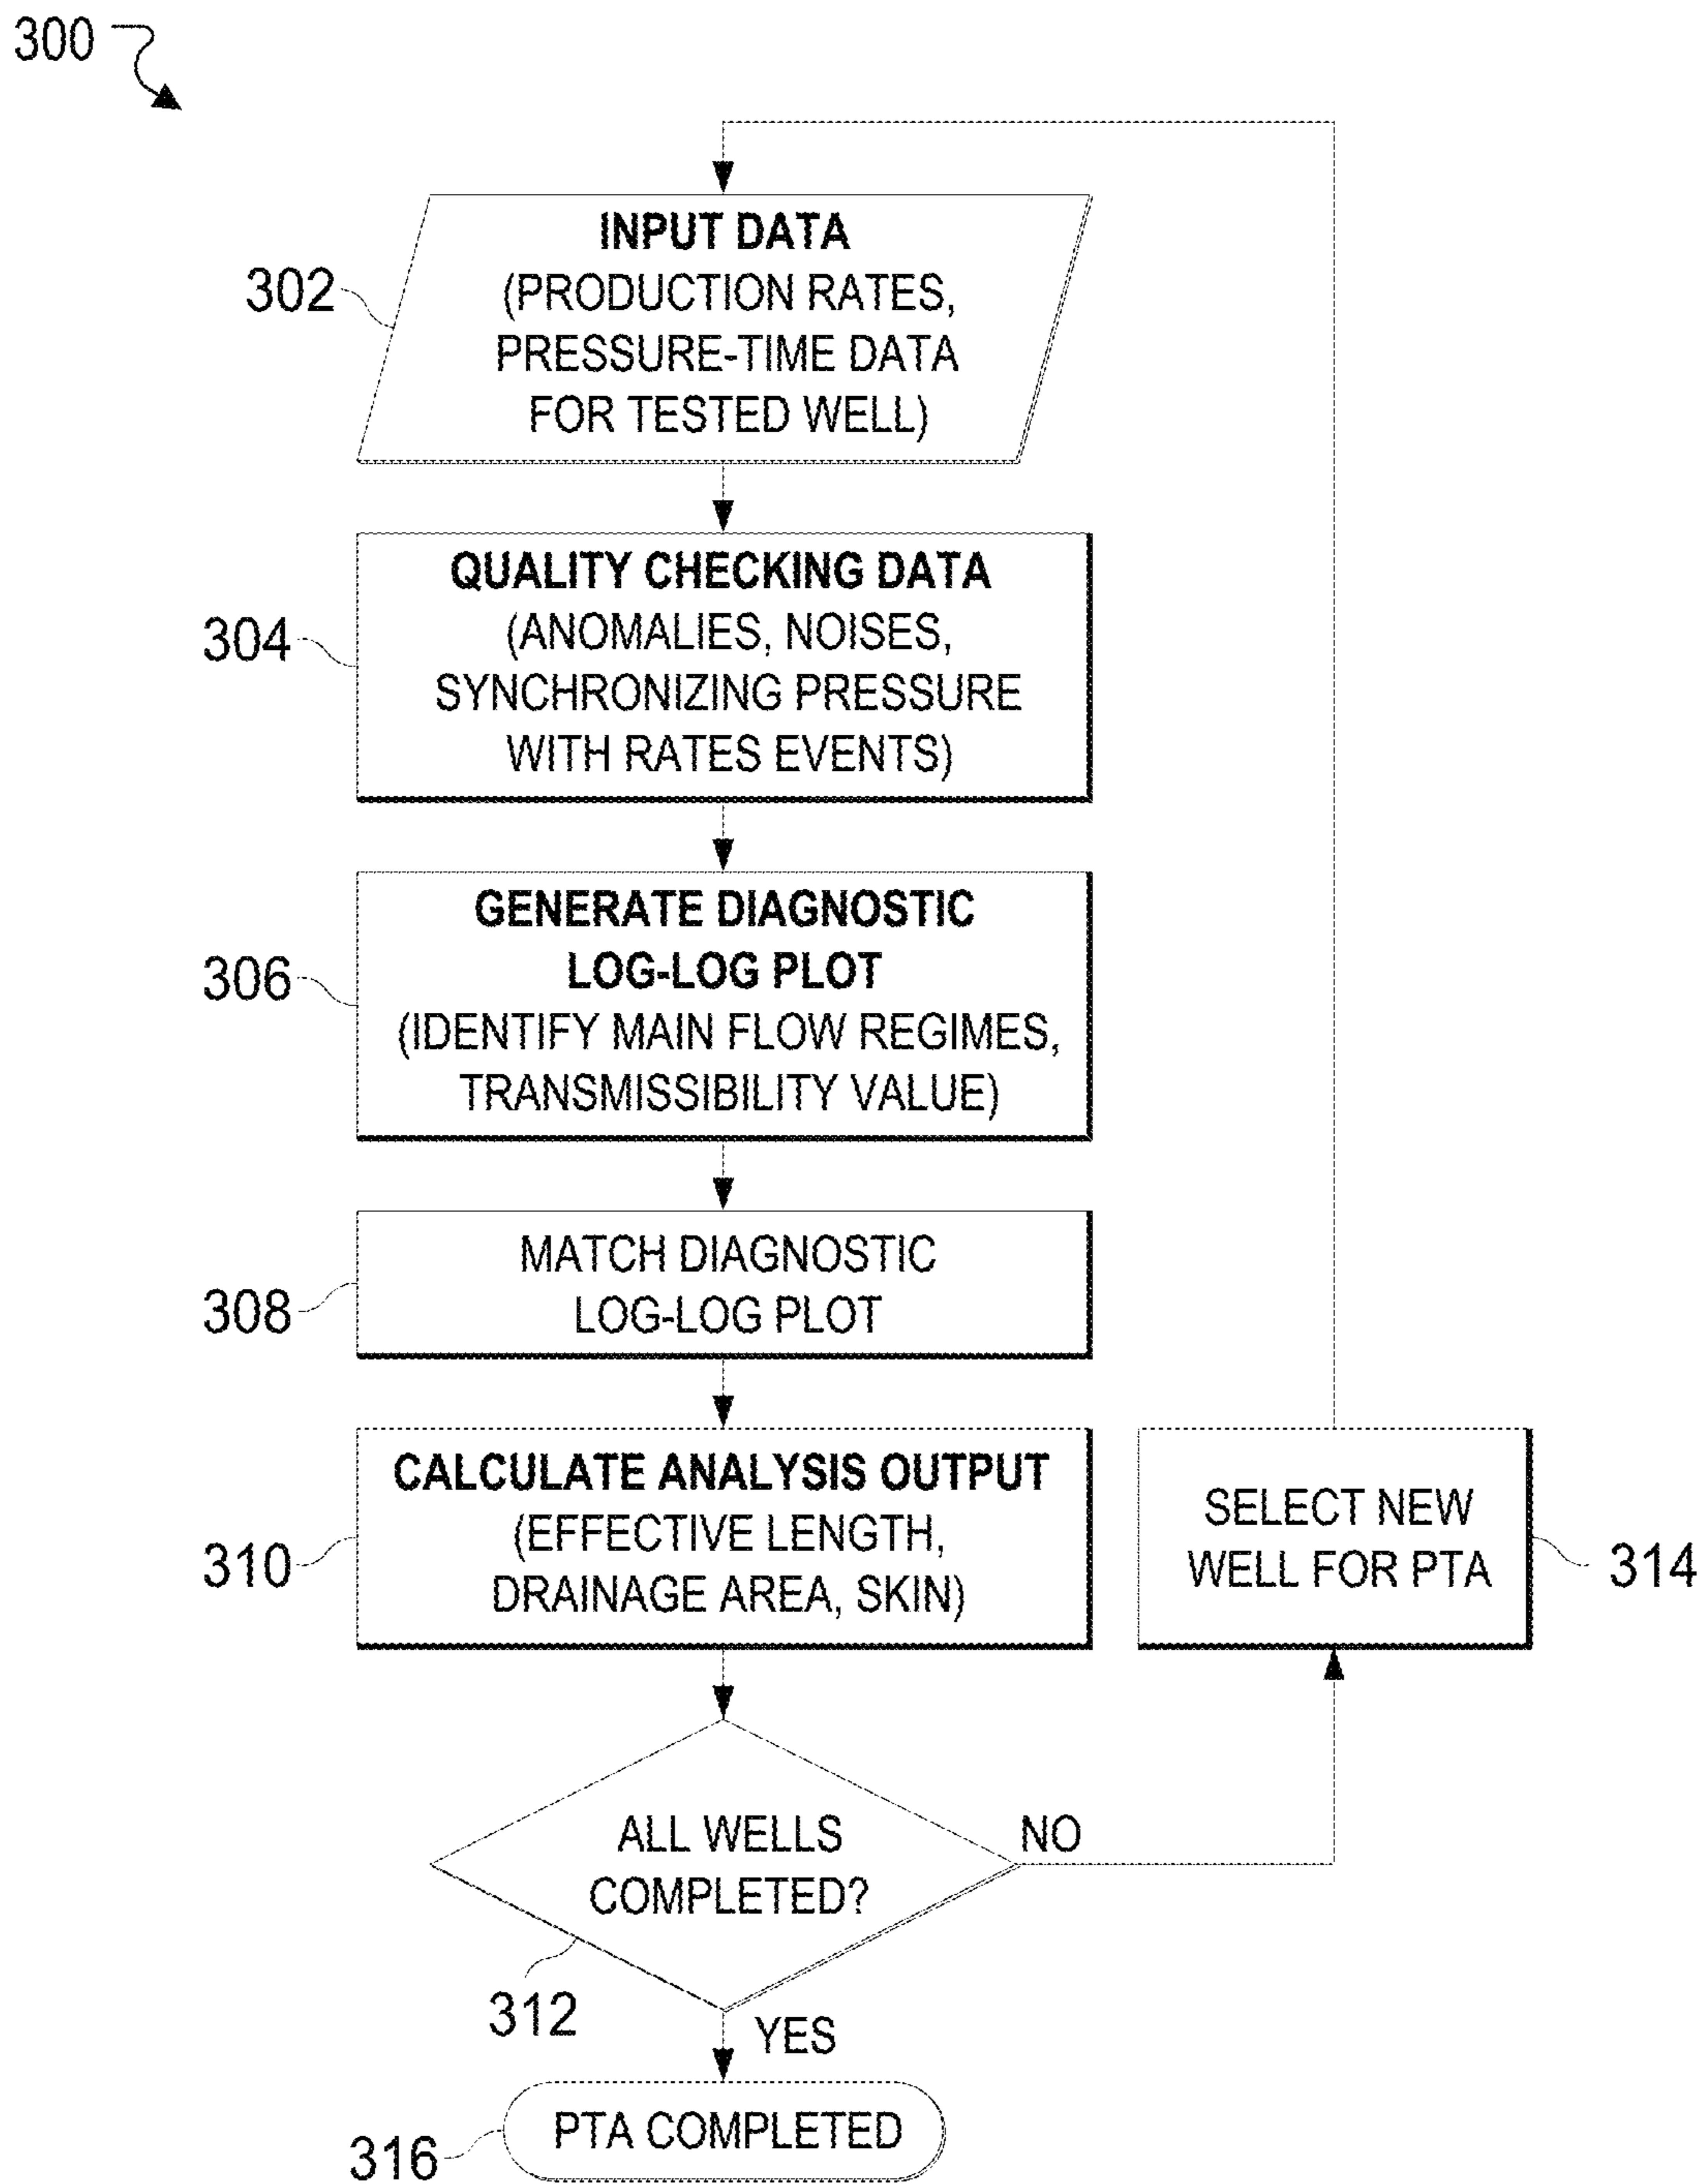 300
INPUT DATA
(PRODUCTION RATES,
PRESSURE-TIME DATA
FOR TESTED WELL)
302
QUALITY CHECKING DATA
(ANOMALIES, NOISES,
SYNCHRONIZING PRESSURE
WITH RATES EVENTS)
304
GENERATE DIAGNOSTIC
LOG-LOG PLOT
(IDENTIFY MAIN FLOW REGIMES,
TRANSMISSIBILITY VALUE)
306
MATCH DIAGNOSTIC
LOG-LOG PLOT
308
CALCULATE ANALYSIS OUTPUT
(EFFECTIVE LENGTH,
DRAINAGE AREA, SKIN)
310
SELECT NEW
WELL FOR PTA
314
ALL WELLS
COMPLETED?
NO
312
YES
PTA COMPLETED
316